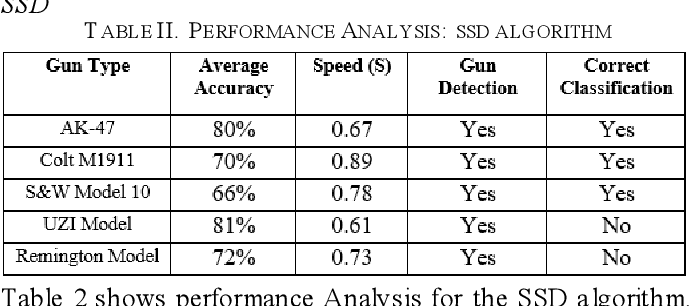 SSD
TABLE II. PERFORMANCE ANALYSIS: SSD ALGORITHM
Gun Type Average Accuracy Speed (S) Gun Detection Correct Classification
AK-47 80% 0.67 Yes Yes
Colt M1911 70% 0.89 Yes Yes
S&W Model 10 66% 0.78 Yes Yes
UZI Model 81% 0.61 Yes No
Remington Model 72% 0.73 Yes No
Table 2 shows performance Analysis for the SSD algorithm.